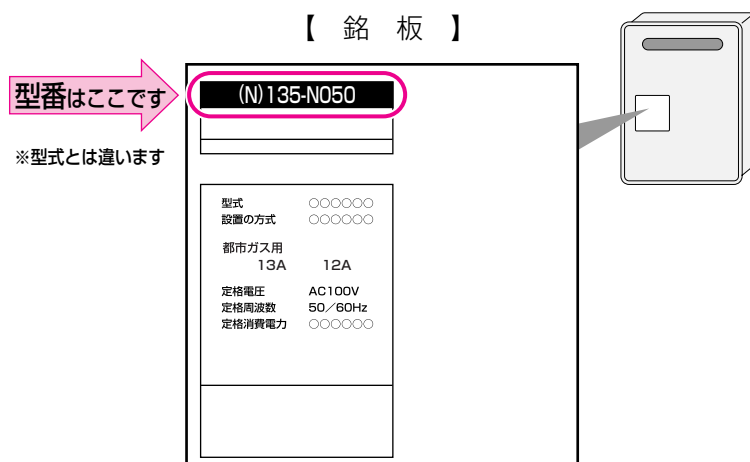 【 銘 板 】
型番はここです
※型式とは違います
(N)135-N050
型式 ○○○○○○
設置の方式 ○○○○○○
都市ガス用
13A 12A
定格電圧 AC100V
定格周波数 50／60Hz
定格消費電力 ○○○○○○